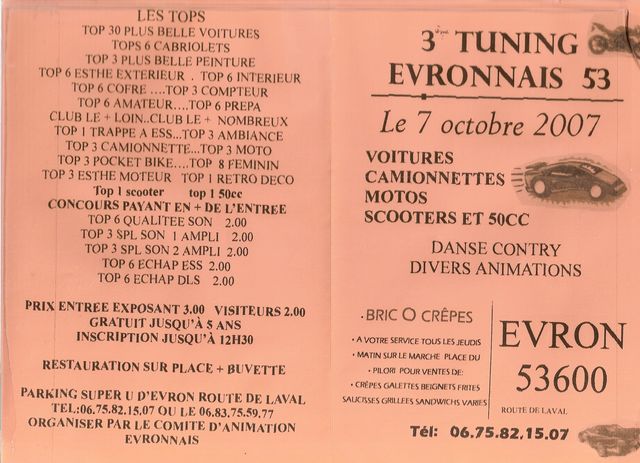 LES TOPS
TOP 30 PLUS BELLE VOITURES
TOPS 6 CABRIOLETS
TOP 3 PLUS BELLE PEINTURE
TOP 6 ESTHE EXTERIEUR . TOP 6 INTERIEUR
TOP 6 COFRE ....TOP 3 COMPTEUR
TOP 6 AMATEUR....TOP 6 PREPA
CLUB LE + LOIN..CLUB LE + NOMBREUX
TOP 1 TRAPPE A ESS...TOP 3 AMBIANCE
TOP 3 CAMIONNETTE...TOP 3 MOTO
TOP 3 POCKET BIKE....TOP 8 FEMININ
TOP 3 ESTHE MOTEUR TOP 1 RETRO DECO
Top 1 scooter top 1 50cc
CONCOURS PAYANT EN + DE L'ENTREE
TOP 6 QUALITEE SON 2.00
TOP 3 SPL SON 1 AMPLI 2.00
TOP 3 SPL SON 2 AMPLI 2.00
TOP 6 ECHAP ESS 2.00
TOP 6 ECHAP DLS 2.00
PRIX ENTREE EXPOSANT 3.00 VISITEURS 2.00
GRATUIT JUSQU'À 5 ANS
INSCRIPTION JUSQU'À 12H30
RESTAURATION SUR PLACE + BUVETTE
PARKING SUPER U D'EVRON ROUTE DE LAVAL
TEL:06.75.82,15.07 OU LE 06.83.75.59.77
ORGANISER PAR LE COMITE D'ANIMATION
EVRONNAIS
3 TUNING
EVRONNAIS 53
Le 7 octobre 2007
VOITURES
CAMIONNETTES
MOTOS
SCOOTERS ET 50CC
DANSE CONTRY
DIVERS ANIMATIONS
BRIC O CRÊPES
• A VOTRE SERVICE TOUS LES JEUDIS
• MATIN SUR LE MARCHE PLACE DU
• PILORI POUR VENTES DE:
• CRÊPES GALETTES BEIGNETS FRITES
SAUCISSES GRILLEES SANDWICHS VARIES
EVRON
53600
ROUTE DE LAVAL
Tél: 06.75.82,15.07